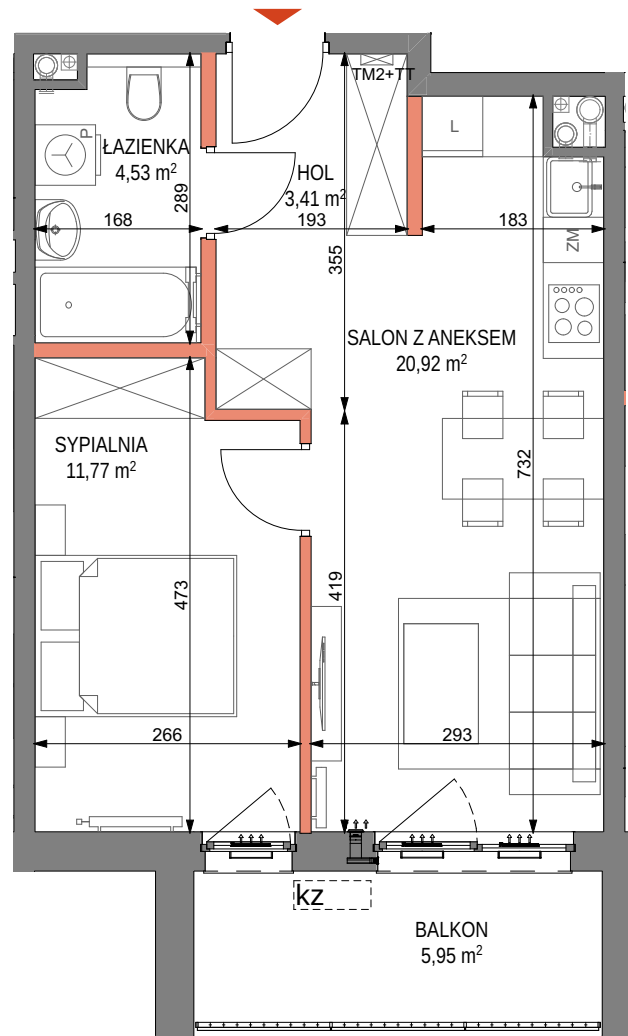 TM2+TT
P
ŁAZIENKA
4,53 m²
HOL
3,41 m²
L
168
289
193
183
ZM
355
SALON Z ANEKSEM
20,92 m²
SYPIALNIA
11,77 m²
732
473
419
266
293
kz
BALKON
5,95 m²